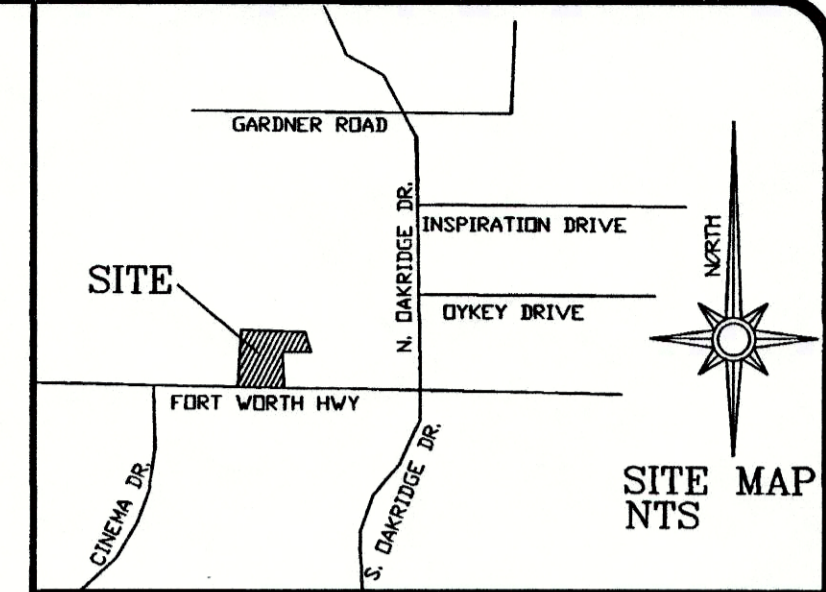 GARDNER ROAD
N. OAKRIDGE DR.
INSPIRATION DRIVE
NORTH
SITE
OYKEY DRIVE
FORT WORTH HWY
CINEMA DR.
S. OAKRIDGE DR.
SITE MAP
NTS